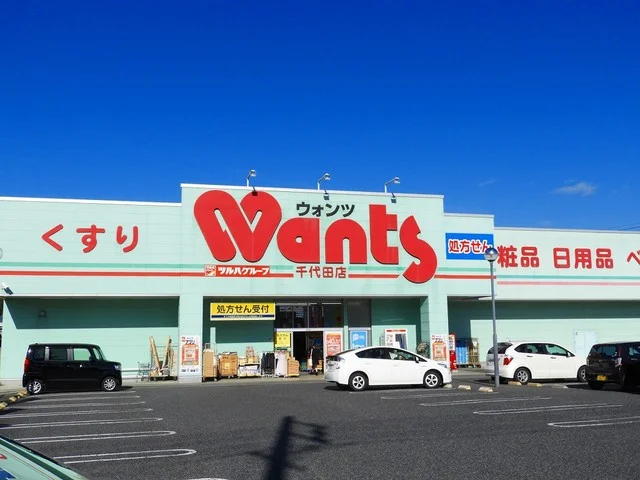 くすり
ウォンツ
Wants
ツルハグループ
千代田店
処方せん
粧品 日用品 ベ
処方せん受付